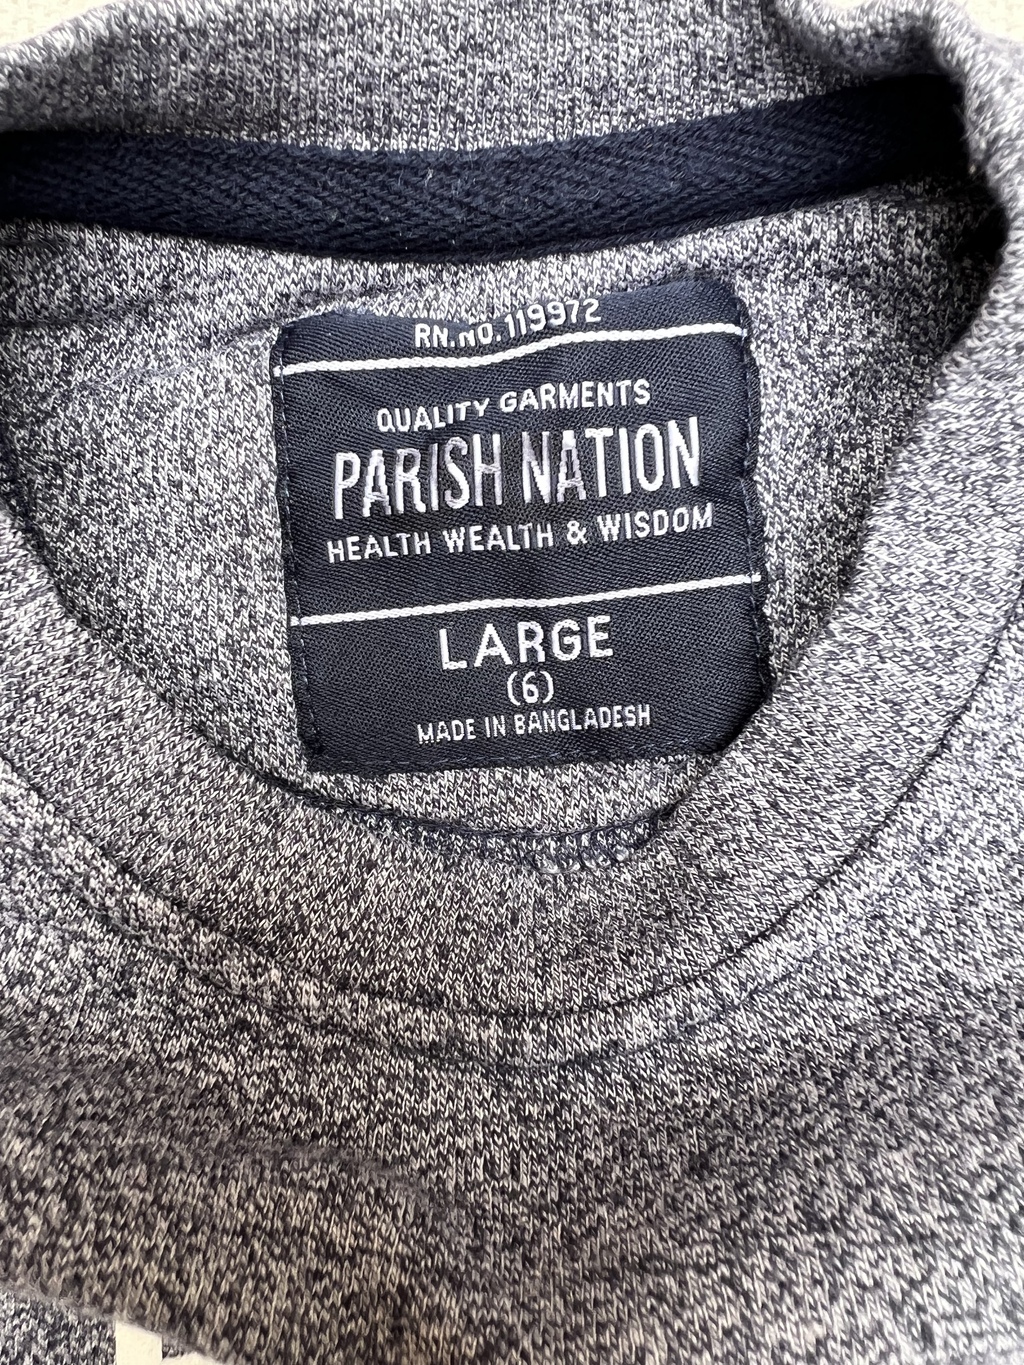 RN.NO.119972
QUALITY GARMENTS
PARISH NATION
HEALTH WEALTH & WISDOM
LARGE
(6)
MADE IN BANGLADESH